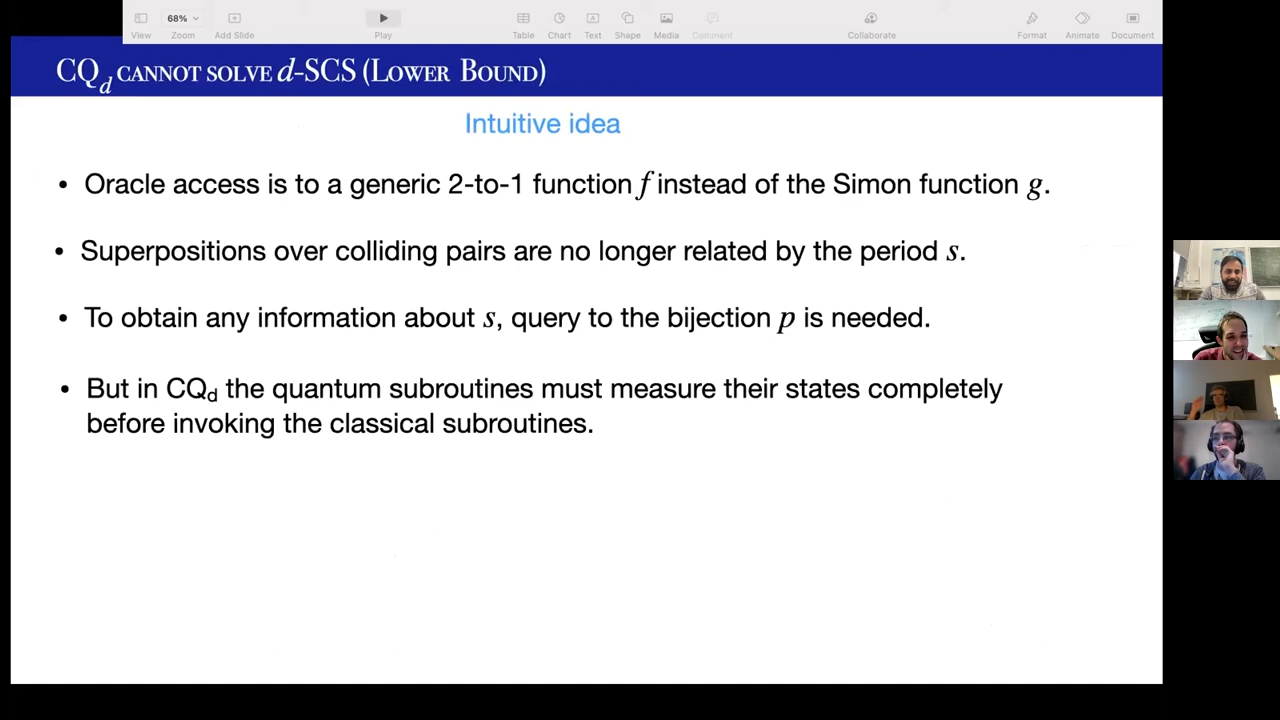 68%
View
Zoom
Add Slide
Play
Table
Chart
Text
Shape
Media
Comment
Collaborate
Format
Animate
Document
CQd CANNOT SOLVE d-SCS (LOWER BOUND)
Intuitive idea
• Oracle access is to a generic 2-to-1 function f instead of the Simon function g.
• Superpositions over colliding pairs are no longer related by the period s.
• To obtain any information about s, query to the bijection p is needed.
• But in CQd the quantum subroutines must measure their states completely
before invoking the classical subroutines.